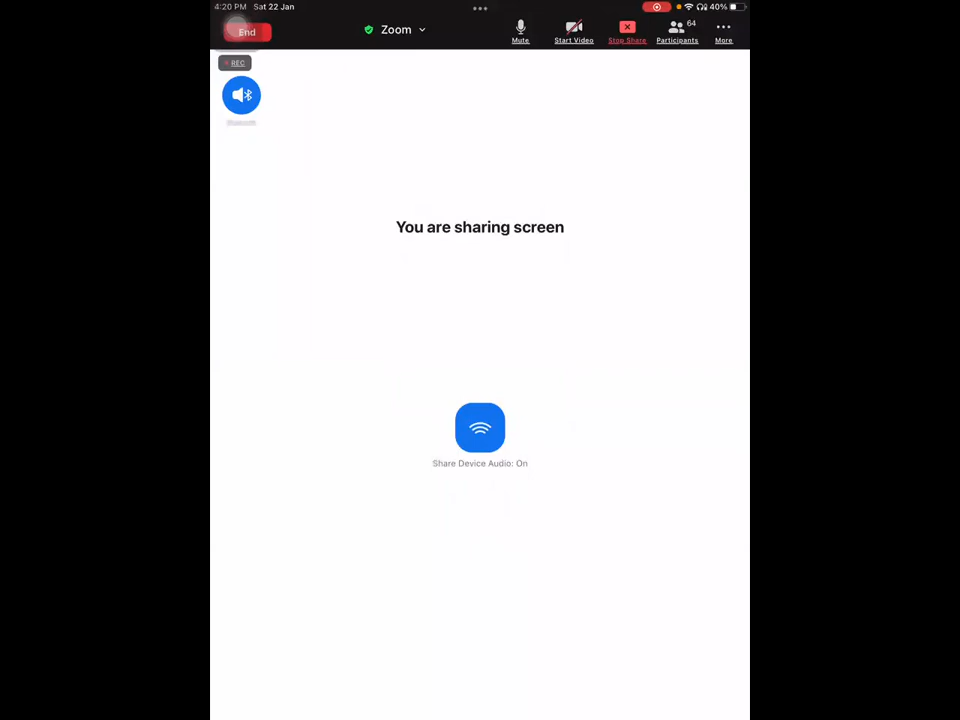 4:20 PM Sat 22 Jan
40%
End
Zoom
Mute
Start Video
Stop Share
64
Participants
More
REC
Bluetooth
You are sharing screen
Share Device Audio: On